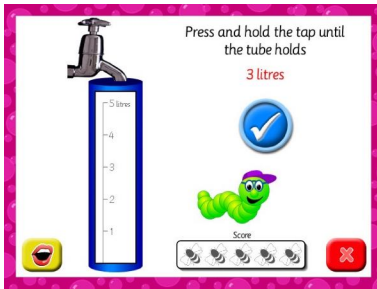 Press and hold the tap until
the tube holds
3 litres
5 litres
4
3
2
1
Score